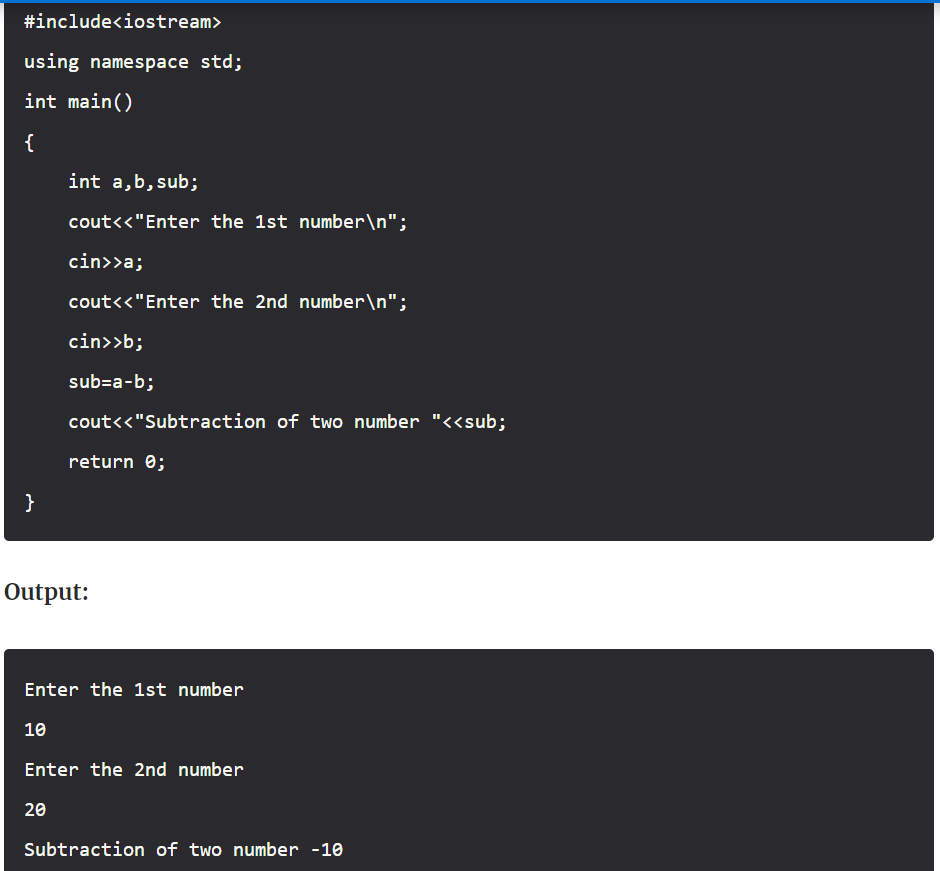 #include<iostream>
using namespace std;
int main()
{
    int a,b,sub;
    cout<<"Enter the 1st number\n";
    cin>>a;
    cout<<"Enter the 2nd number\n";
    cin>>b;
    sub=a-b;
    cout<<"Subtraction of two number "<<sub;
    return 0;
}
Output:
Enter the 1st number
10
Enter the 2nd number
20
Subtraction of two number -10